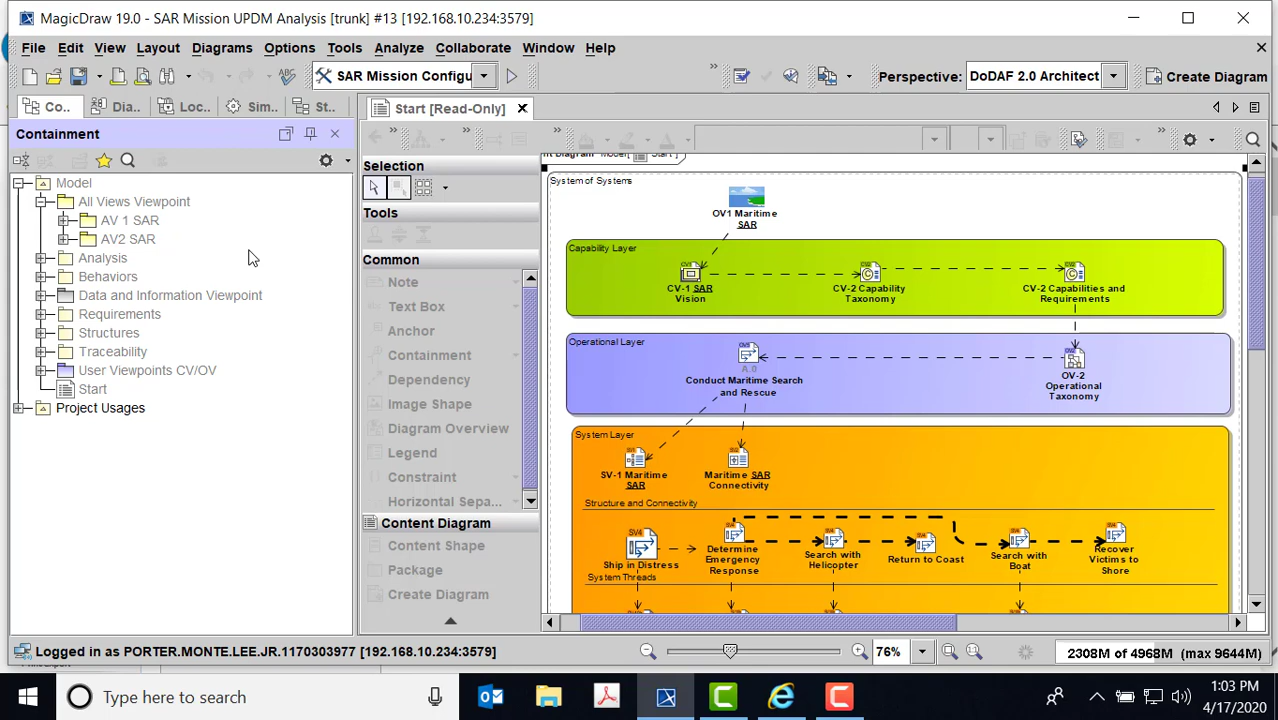 MagicDraw 19.0 - SAR Mission UPDM Analysis [trunk] #13 [192.168.10.234:3579]
File Edit View Layout Diagrams Options Tools Analyze Collaborate Window Help
SAR Mission Configu
Perspective: DoDAF 2.0 Architect
Create Diagram
Co... Dia... Loc... Sim... St...
Start [Read-Only]
Containment
Model
All Views Viewpoint
AV 1 SAR
AV2 SAR
Analysis
Behaviors
Data and Information Viewpoint
Requirements
Structures
Traceability
User Viewpoints CV/OV
Start
Project Usages
Selection
Tools
Common
Note
Text Box
Anchor
Containment
Dependency
Image Shape
Diagram Overview
Legend
Constraint
Horizontal Sepa...
Content Diagram
Content Shape
Package
Create Diagram
System of Systems
OV1 Maritime
SAR
Capability Layer
CV-1 SAR
Vision
CV-2 Capability
Taxonomy
CV-2 Capabilities and
Requirements
Operational Layer
A.0
Conduct Maritime Search
and Rescue
OV-2
Operational
Taxonomy
System Layer
SV-1 Maritime
SAR
Maritime SAR
Connectivity
Structure and Connectivity
SV4
Ship in Distress
Determine
Emergency
Response
Search with
Helicopter
Return to Coast
Search with
Boat
Recover
Victims to
Shore
System Threads
Logged in as PORTER.MONTE.LEE.JR.1170303977 [192.168.10.234:3579]
76%
2308M of 4968M (max 9644M)
Type here to search
1:03 PM
4/17/2020